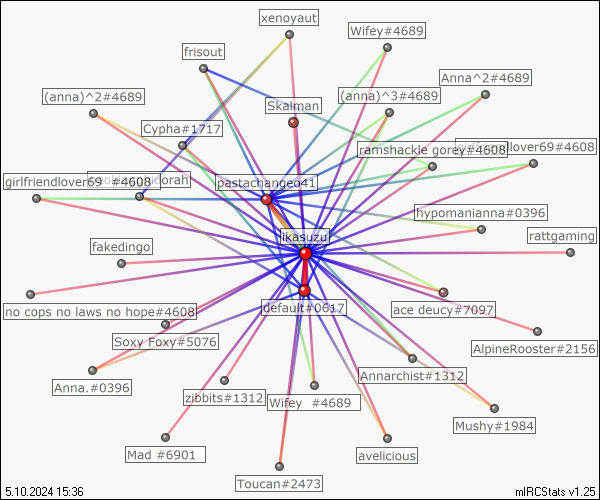 xenoyaut
Wifey#4689
frisout
Anna^2#4689
(anna)^2#4689
(anna)^3#4689
Skalman
Cypha#1717
ramshackle gorey#4608
lover69#4608
girlfriendlover69 #4608
orah
pastachangeo41
hypomanianna#0396
ikasuzu
rattgaming
fakedingo
no cops no laws no hope#4608
default#0617
ace deucy#7097
Soxy Foxy#5076
AlpineRooster#2156
Anna.#0396
Annarchist#1312
zibbits#1312
Wifey #4689
Mushy#1984
Mad #6901
avelicious
Toucan#2473
5.10.2024 15:36
mIRCStats v1.25